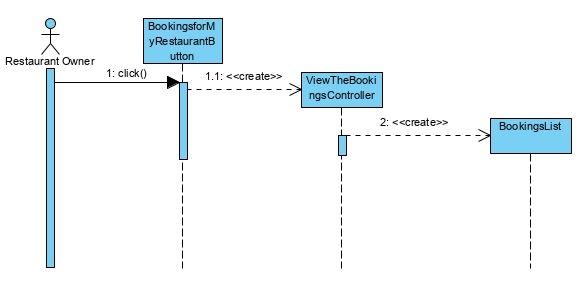 BookingsforM
yRestaurantB
utton
Restaurant Owner
1: click()
1.1: <<create>>
ViewTheBooki
ngsController
2: <<create>>
BookingsList